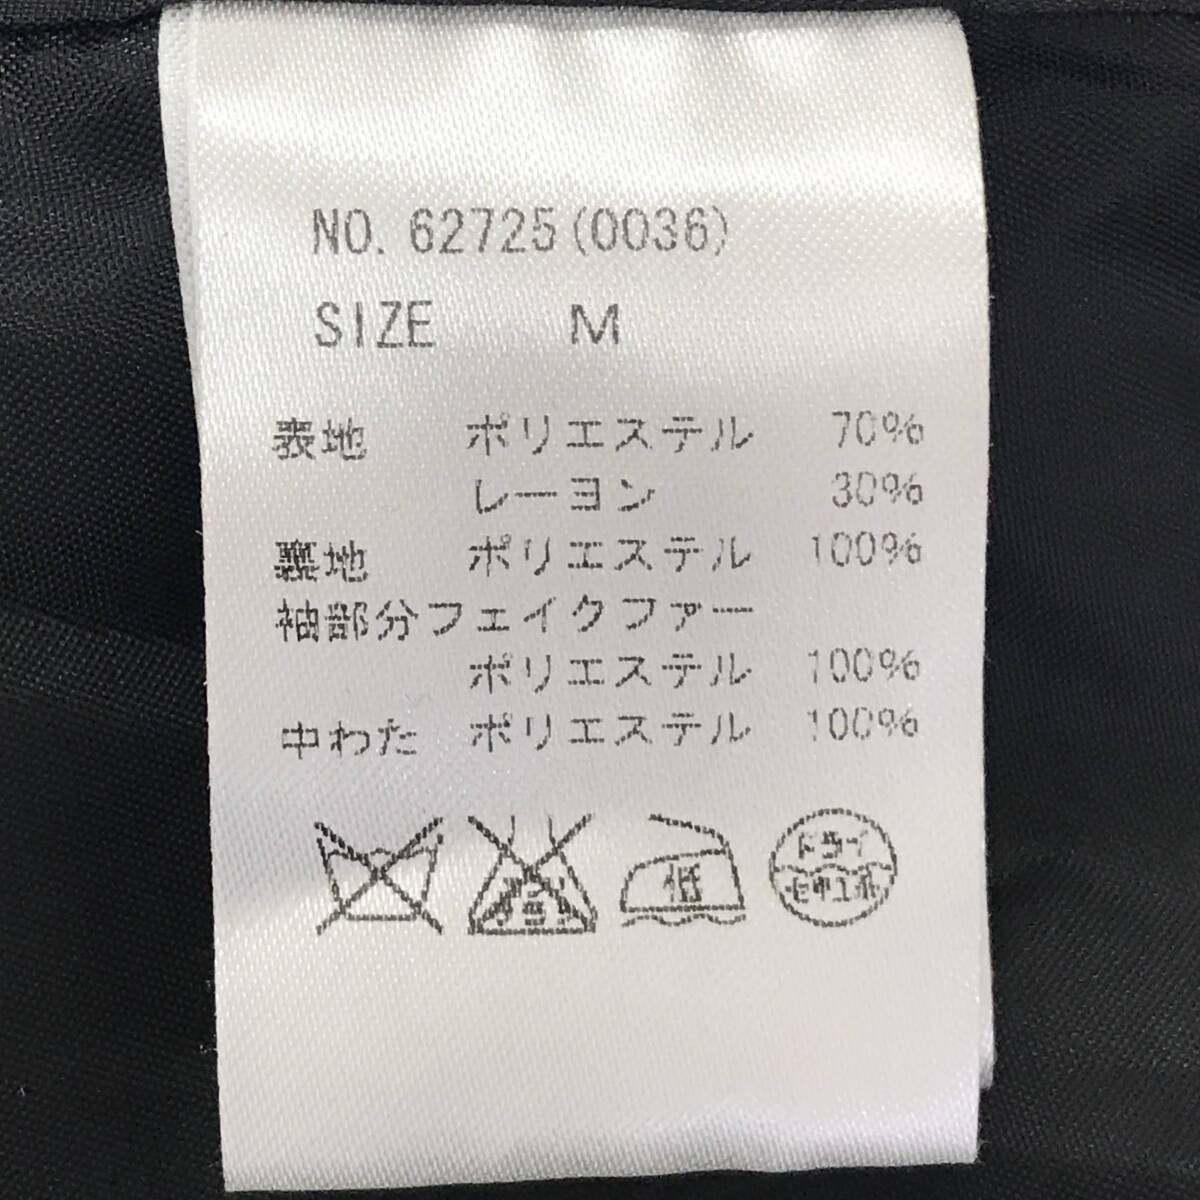 NO. 62725(0036)
SIZE M
表地 ポリエステル 70%
レーヨン 30%
裏地 ポリエステル 100%
袖部分フェイクファー
ポリエステル 100%
中わた ポリエステル 100%
低
ドライ
セキユ系